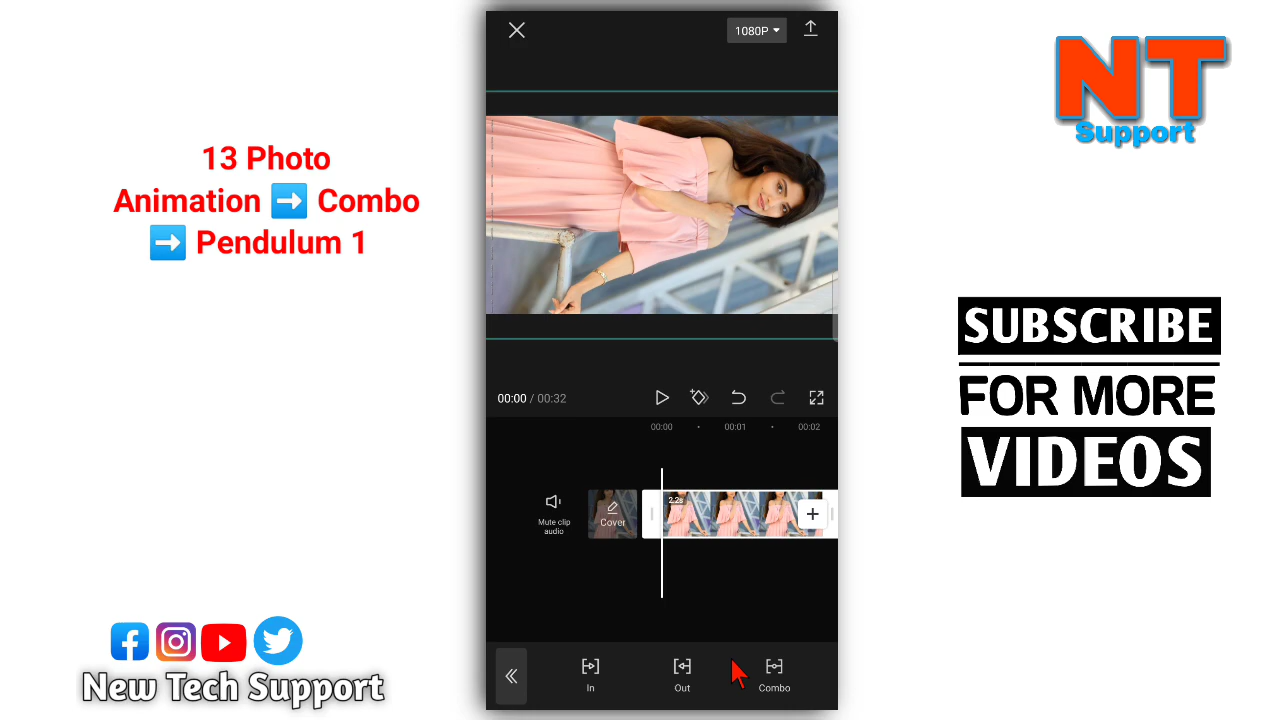 13 Photo
Animation ➡️ Combo
➡️ Pendulum 1
1080P
00:00 / 00:32
00:00
00:01
00:02
Mute clip
audio
Cover
2.2s
In
Out
Combo
NT
Support
SUBSCRIBE
FOR MORE
VIDEOS
New Tech Support